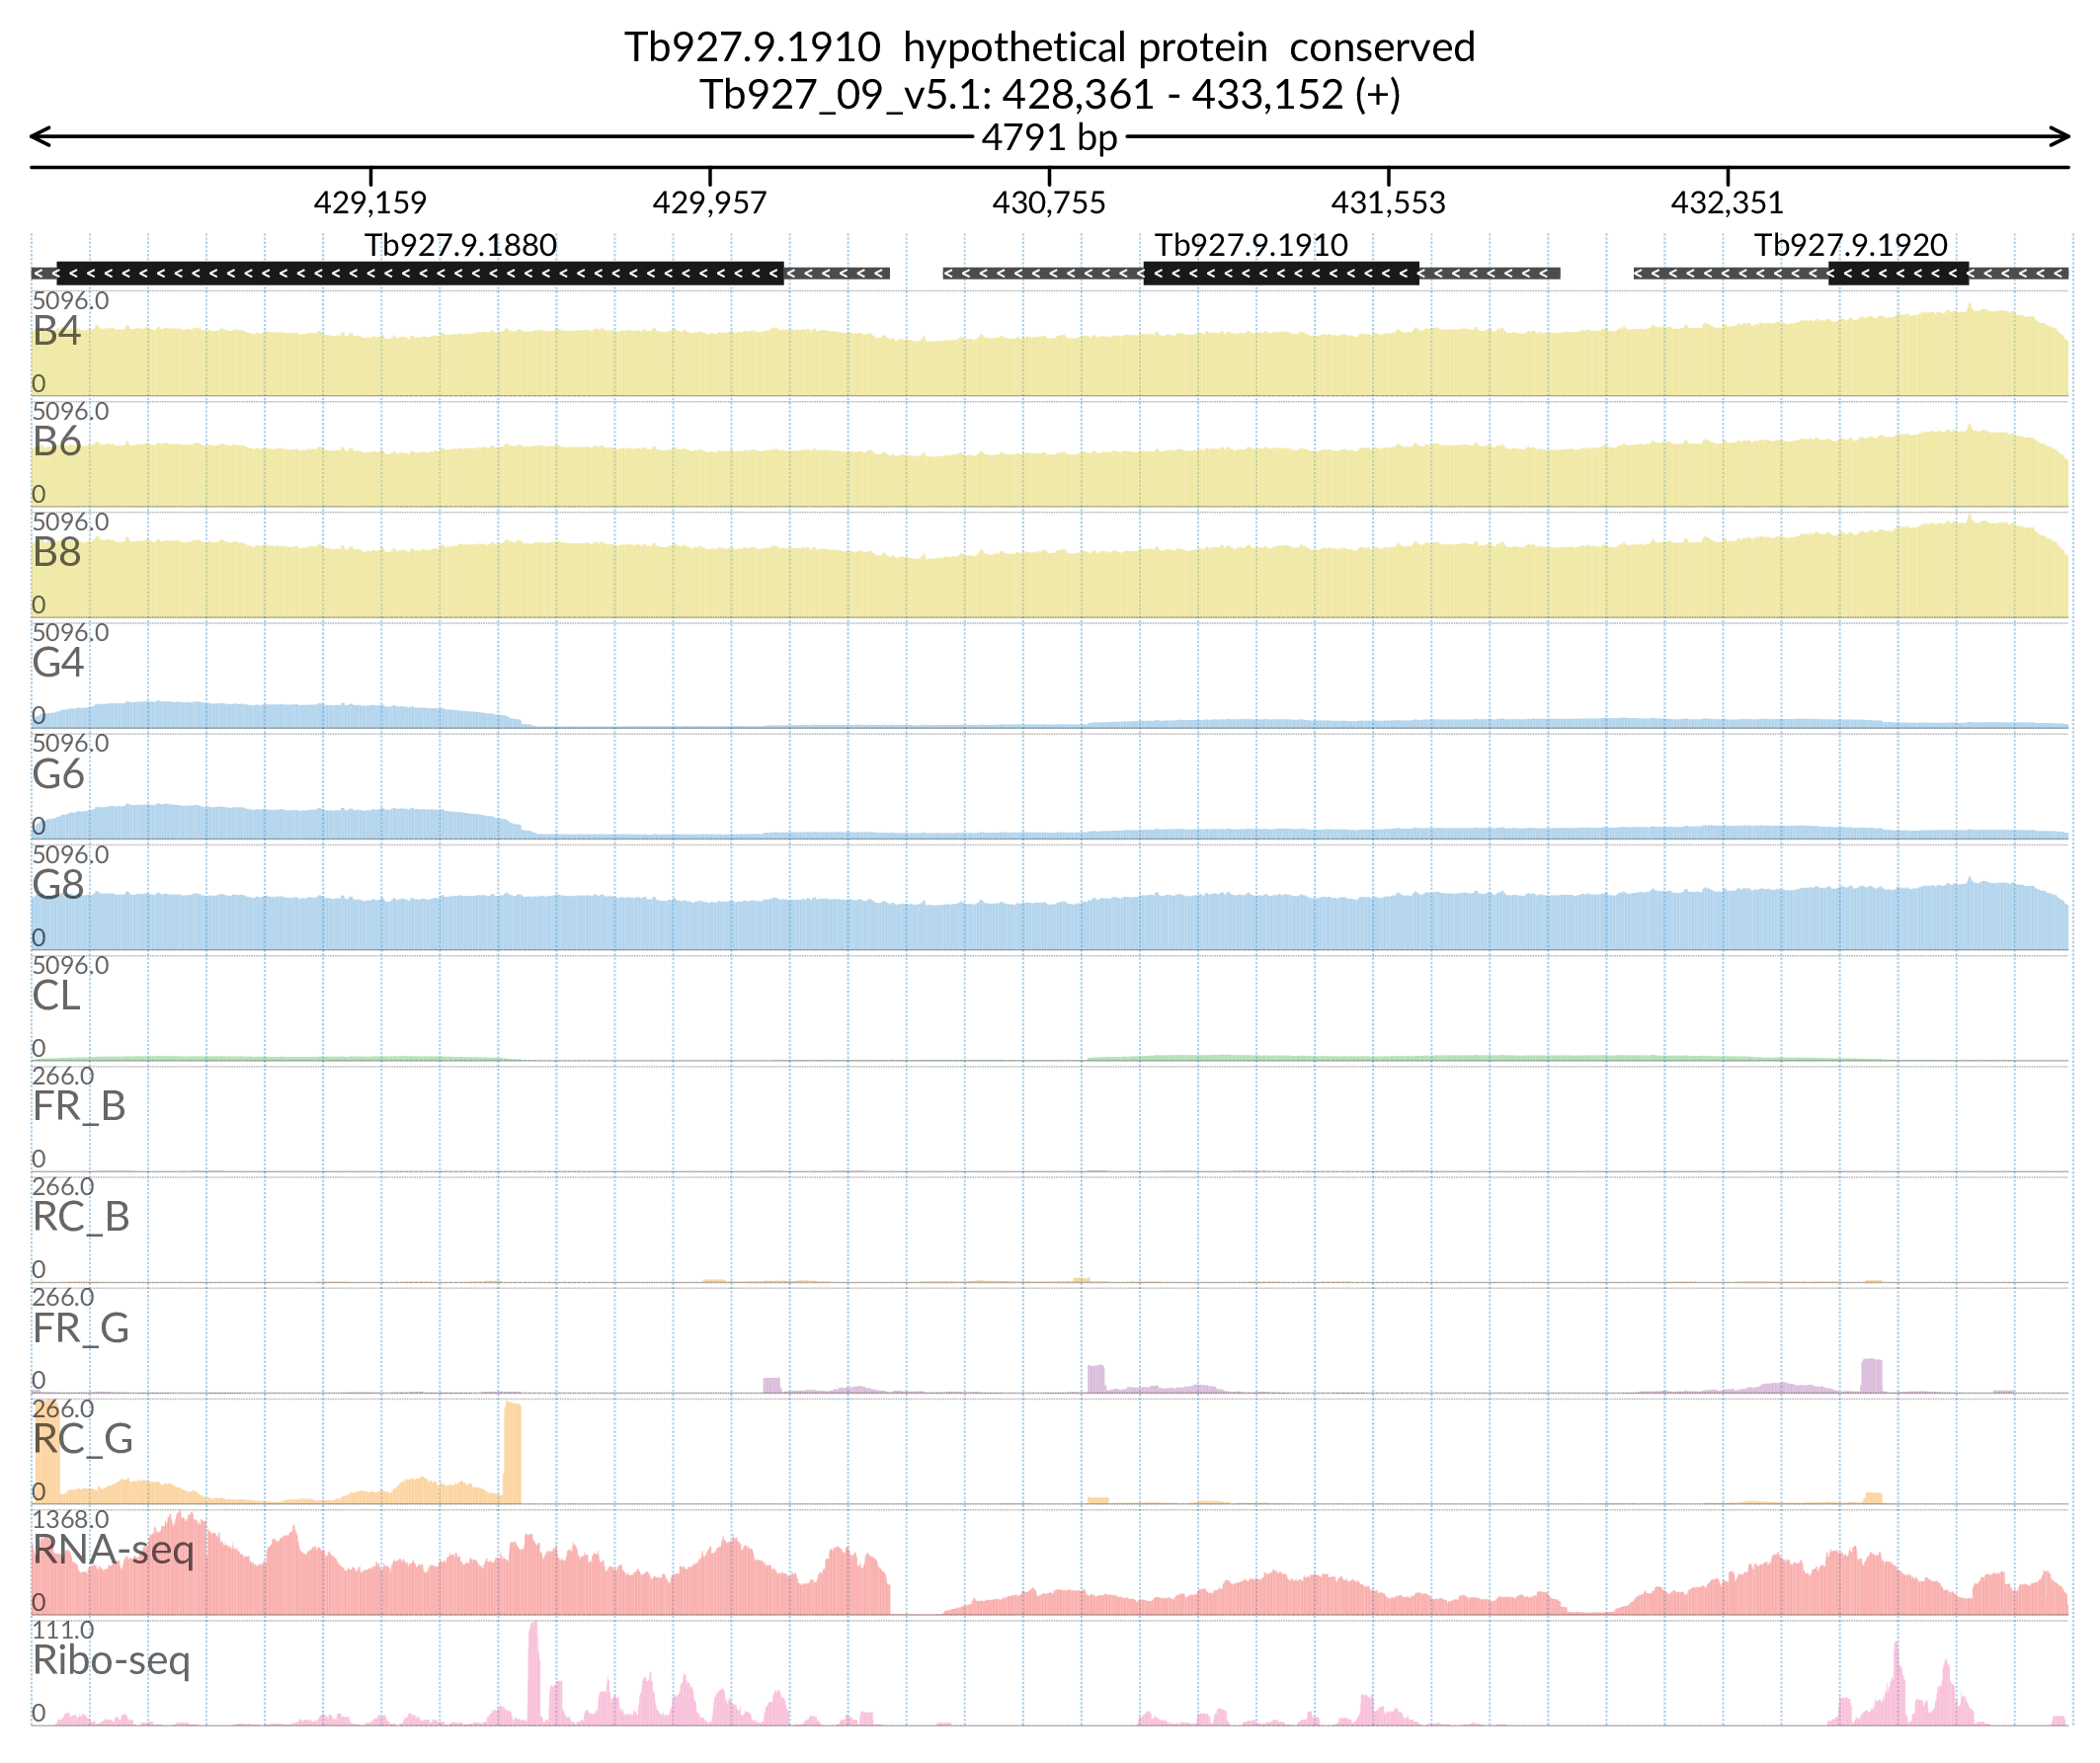 Tb927.9.1910  hypothetical protein  conserved
Tb927_09_v5.1: 428,361 - 433,152 (+)
4791 bp
429,159 429,957 430,755 431,553 432,351
Tb927.9.1880 Tb927.9.1910 Tb927.9.1920
5096.0
B4
0
5096.0
B6
0
5096.0
B8
0
5096.0
G4
0
5096.0
G6
0
5096.0
G8
0
5096.0
CL
0
266.0
FR_B
0
266.0
RC_B
0
266.0
FR_G
0
266.0
RC_G
0
1368.0
RNA-seq
0
111.0
Ribo-seq
0